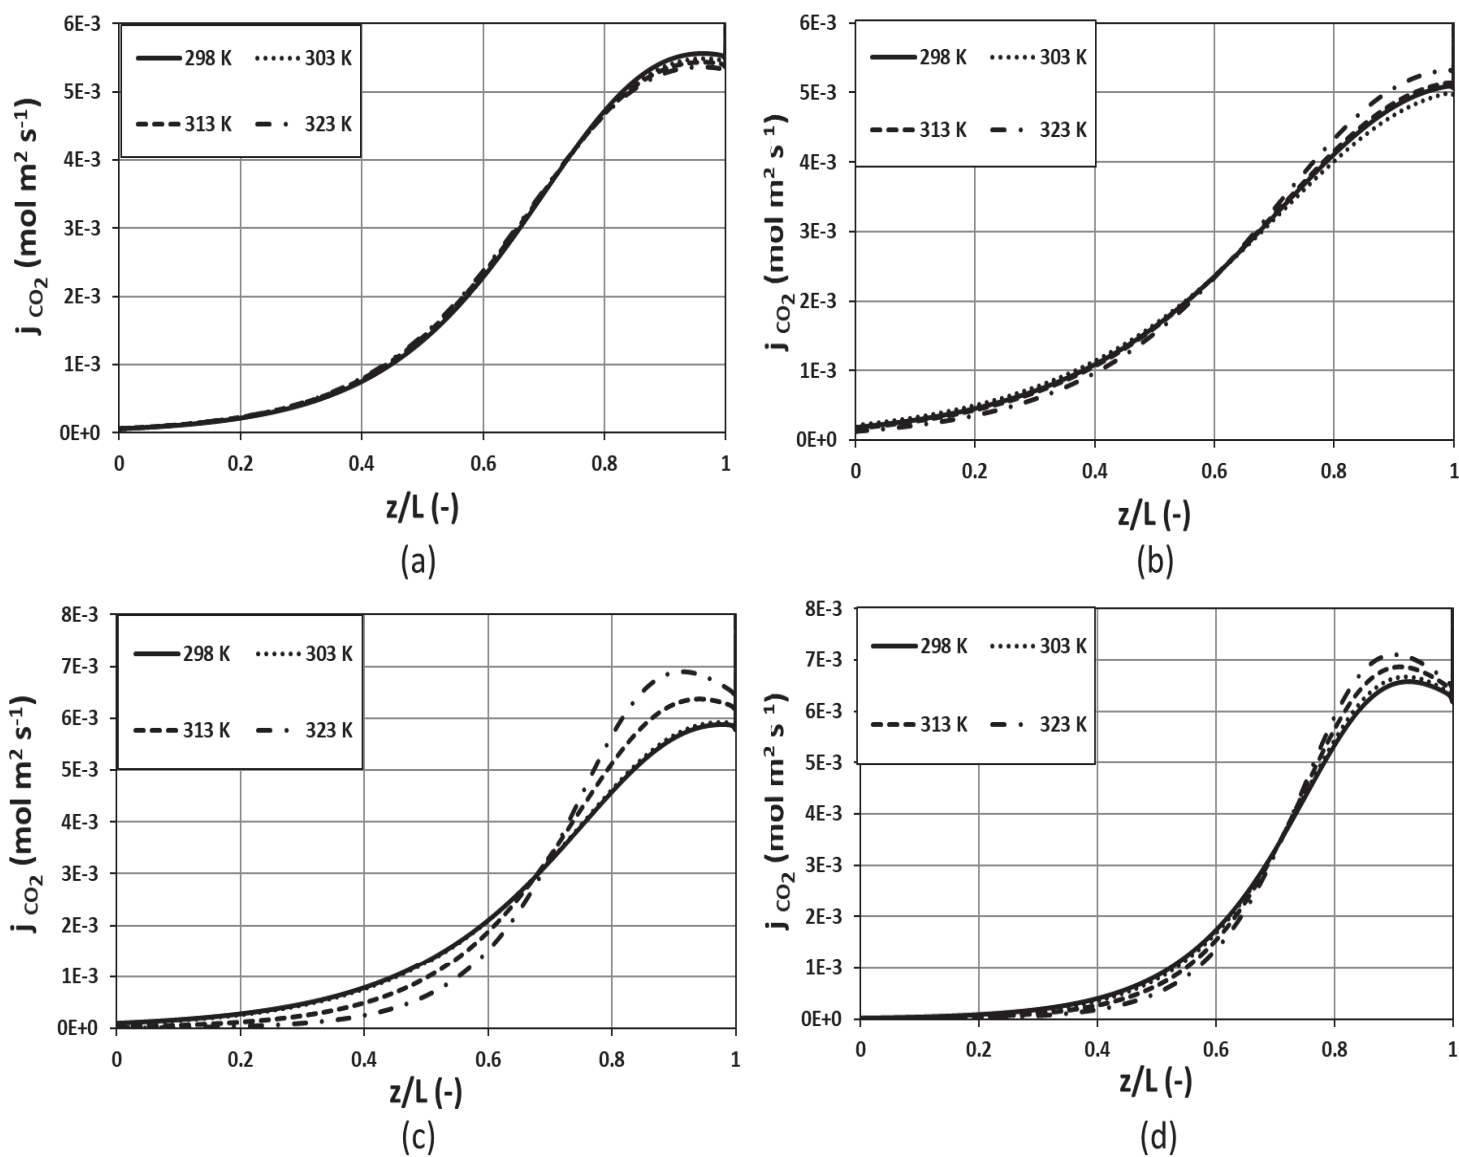 6E-3
5E-3
4E-3
3E-3
2E-3
1E-3
0E+0
298 K
303 K
313 K
323 K
j CO2 (mol m2 s-1)
0
0.2
0.4
0.6
0.8
1
z/L (-)
(a)
6E-3
5E-3
4E-3
3E-3
2E-3
1E-3
0E+0
298 K
303 K
313 K
323 K
j CO2 (mol m2 s-1)
0
0.2
0.4
0.6
0.8
1
z/L (-)
(b)
8E-3
7E-3
6E-3
5E-3
4E-3
3E-3
2E-3
1E-3
0E+0
298 K
303 K
313 K
323 K
j CO2 (mol m2 s-1)
0
0.2
0.4
0.6
0.8
1
z/L (-)
(c)
8E-3
7E-3
6E-3
5E-3
4E-3
3E-3
2E-3
1E-3
0E+0
298 K
303 K
313 K
323 K
j CO2 (mol m2 s-1)
0
0.2
0.4
0.6
0.8
1
z/L (-)
(d)